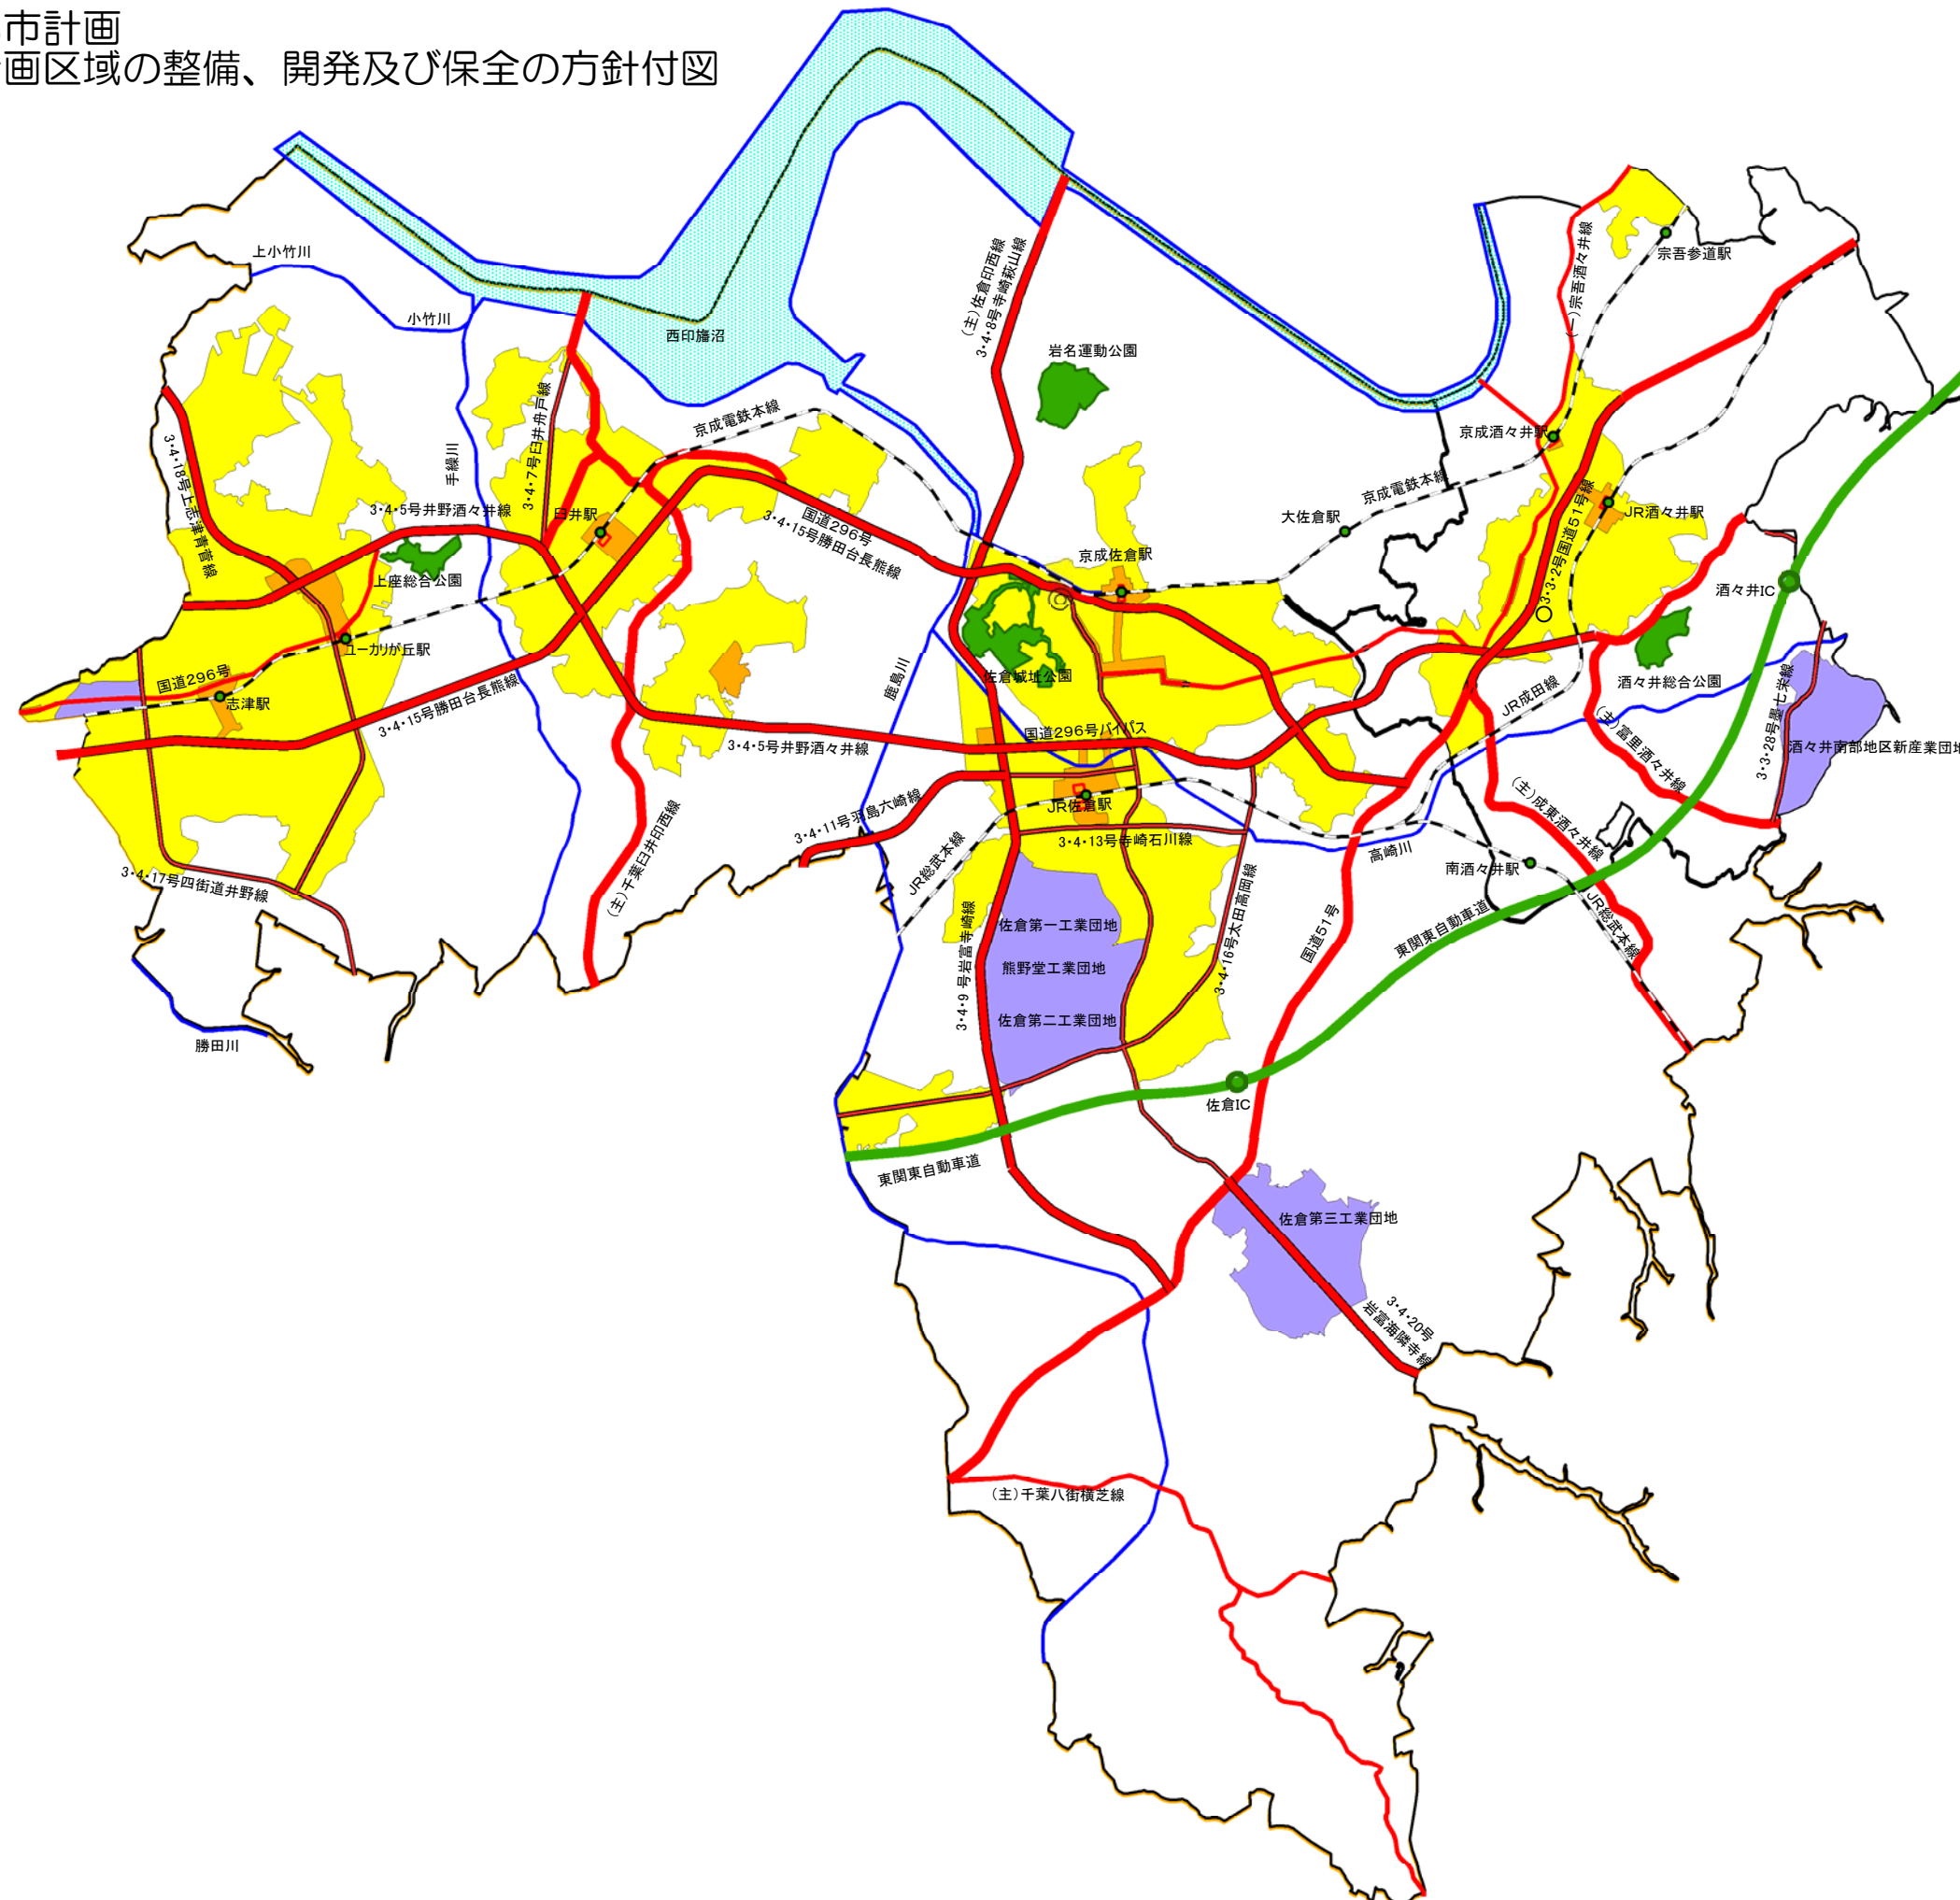 市計画
画区域の整備、開発及び保全の方針付図
上小竹川
小竹川
西印旛沼
(主)佐倉印西線
3・4・8号寺崎萩山線
岩名運動公園
(一)宗吾酒々井線
宗吾参道駅
3・4・18号上志津青菅線
手繰川
3・4・7号臼井舟戸線
京成電鉄本線
京成酒々井駅
3・4・5号井野酒々井線
臼井駅
国道296号
3・4・15号勝田台長熊線
京成電鉄本線
大佐倉駅
JR酒々井駅
3・3・2号国道51号線
上座総合公園
京成佐倉駅
酒々井IC
ユーカリが丘駅
国道296号
志津駅
3・4・15号勝田台長熊線
鹿島川
佐倉城址公園
JR成田線
酒々井総合公園
(主)富里酒々井線
3・3・28号墨七栄線
酒々井南部地区新産業団地
3・4・5号井野酒々井線
国道296号バイパス
3・4・11号羽鳥六崎線
JR佐倉駅
(主)成東酒々井線
3・4・13号寺崎石川線
高崎川
南酒々井駅
JR総武本線
3・4・17号四街道井野線
(主)千葉臼井印西線
3・4・9号岩富寺崎線
佐倉第一工業団地
3・4・16号太田高岡線
国道51号
東関東自動車道
JR総武本線
熊野堂工業団地
佐倉第二工業団地
勝田川
佐倉IC
東関東自動車道
佐倉第三工業団地
3・4・20号
岩富海隣寺線
(主)千葉八街横芝線